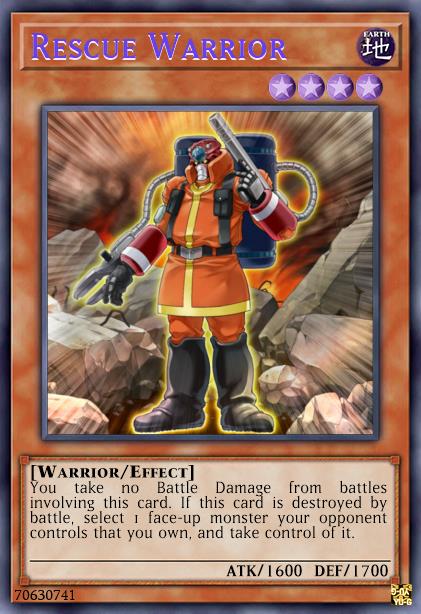 RESCUE WARRIOR
EARTH
地
[WARRIOR/EFFECT]
You take no Battle Damage from battles
involving this card. If this card is destroyed by
battle, select 1 face-up monster your opponent
controls that you own, and take control of it.
ATK/1600 DEF/1700
70630741